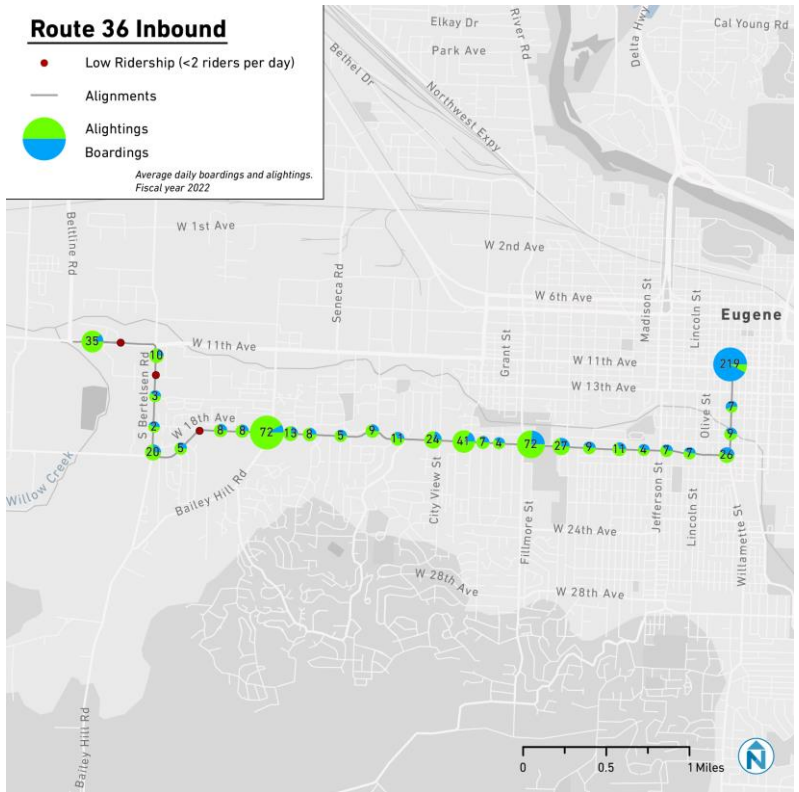 Route 36 Inbound
Low Ridership (<2 riders per day)
Alignments
Alightings
Boardings
Average daily boardings and alightings.
Fiscal year 2022
Elkay Dr
Park Ave
River Rd
Delta Hwy
Cal Young Rd
Bethel Dr
Northwest Expy
Beltline Rd
W 1st Ave
W 2nd Ave
Seneca Rd
W 6th Ave
Madison St
Lincoln St
Eugene
Grant St
W 11th Ave
W 11th Ave
W 13th Ave
Olive St
S Bertelsen Rd
W 18th Ave
Willow Creek
Bailey Hill Rd
City View St
Fillmore St
Jefferson St
Lincoln St
Willamette St
W 24th Ave
W 28th Ave
W 28th Ave
Bailey Hill Rd
35
3
2
20
5
8
8
72
13
8
5
9
11
24
41
7
4
72
27
9
11
4
7
7
9
7
219
0
0.5
1 Miles
N